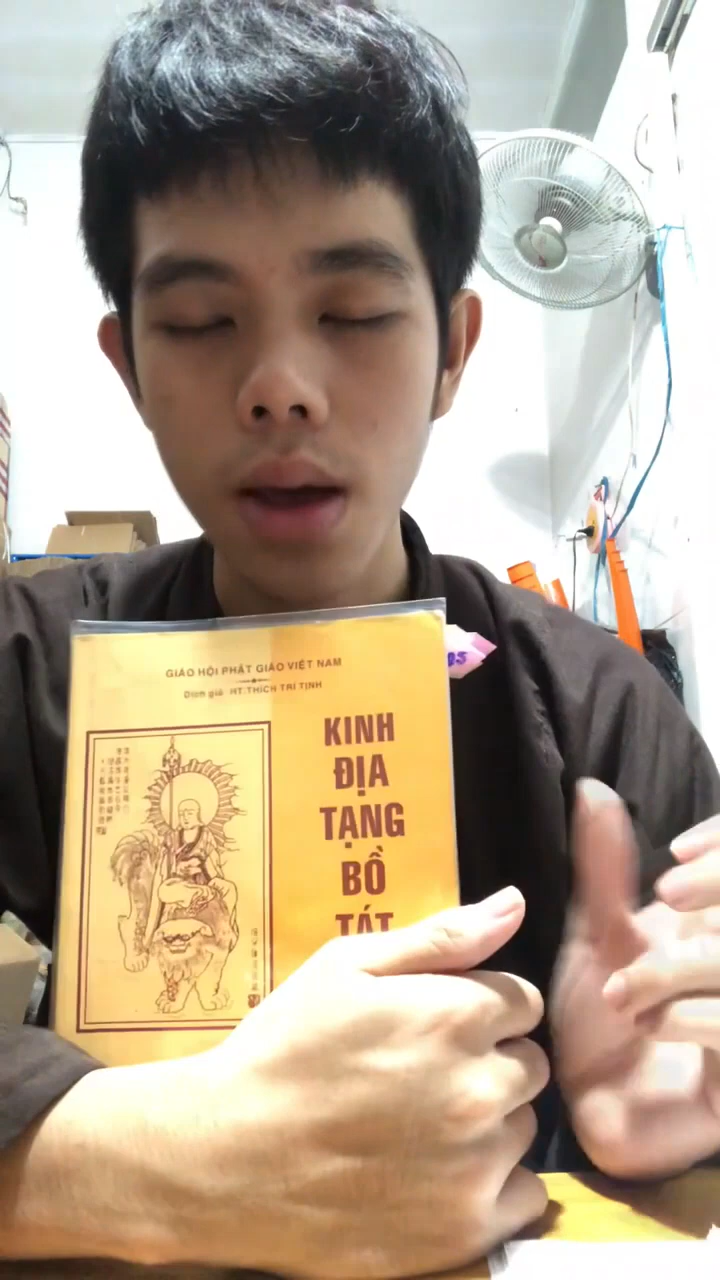 GIÁO HỘI PHẬT GIÁO VIỆT NAM
Dịch giả: HT.THÍCH TRÍ TỊNH
KINH
ĐỊA
TẠNG
BỒ
TÁT